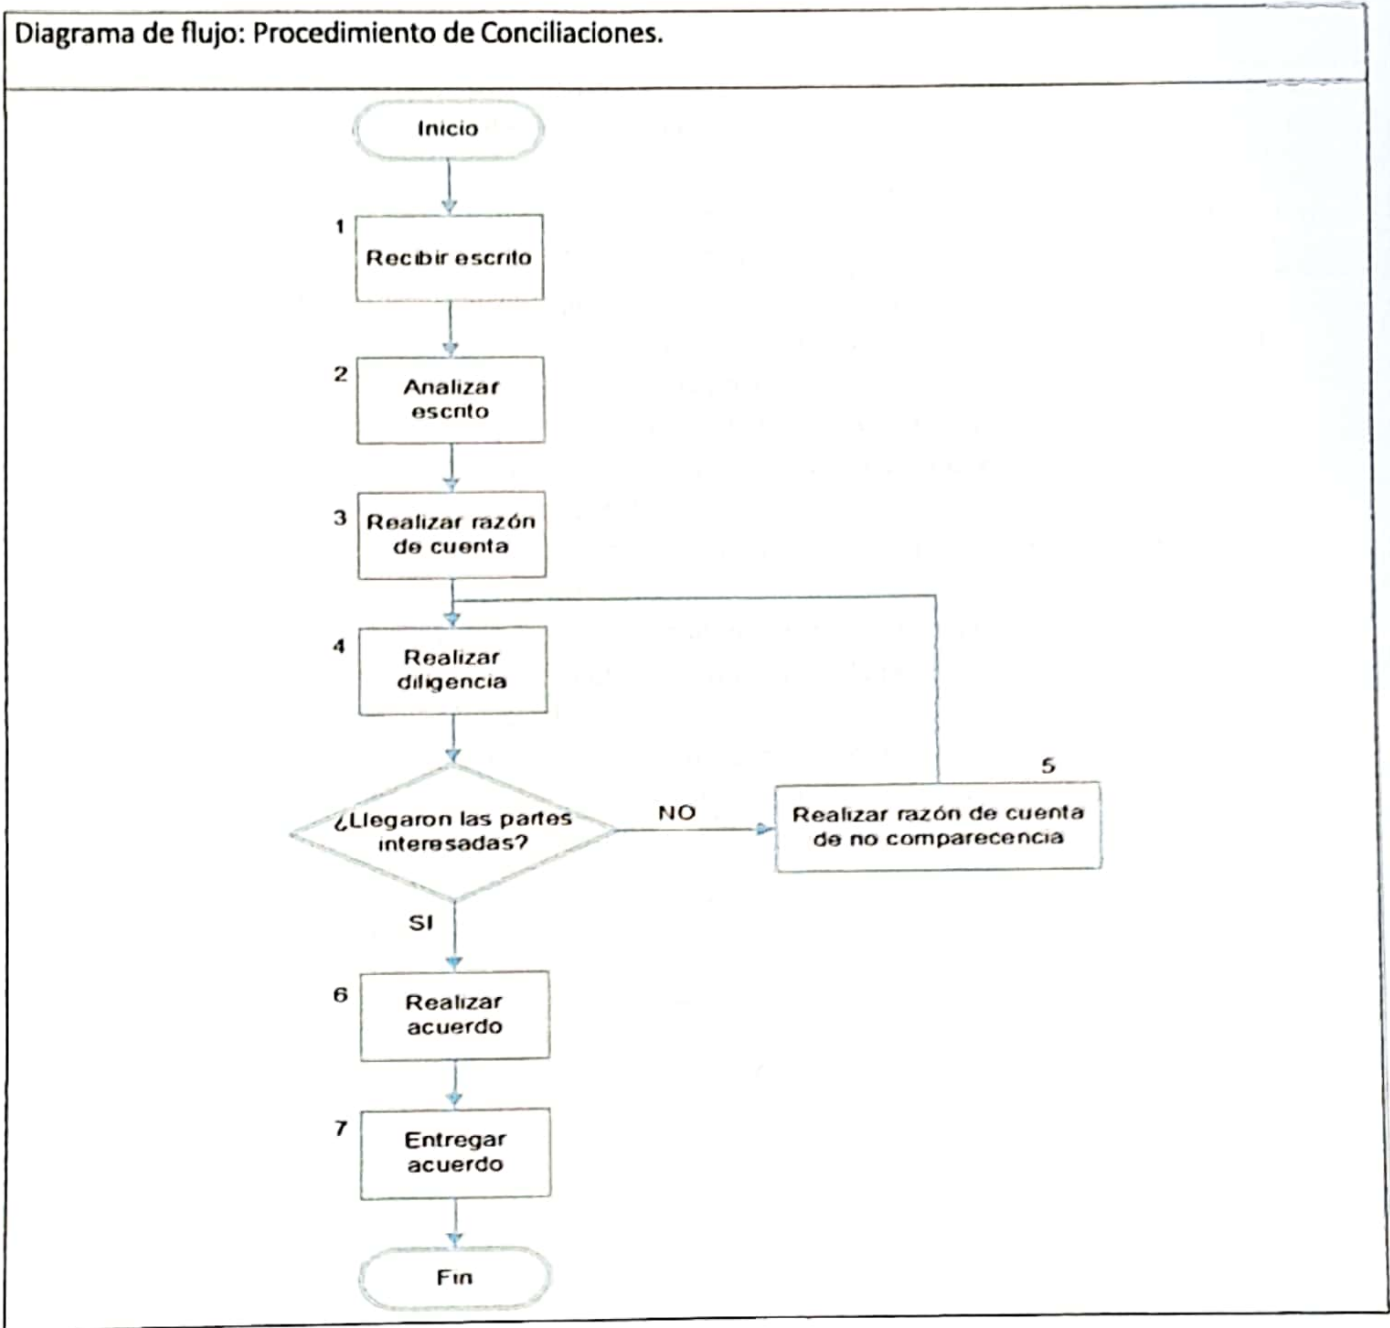 Diagrama de flujo: Procedimiento de Conciliaciones.
Inicio
1
Recibir escrito
2
Analizar
escrito
3
Realizar razón
de cuenta
4
Realizar
diligencia
¿Llegaron las partes
interesadas?
NO
5
Realizar razón de cuenta
de no comparecencia
SI
6
Realizar
acuerdo
7
Entregar
acuerdo
Fin